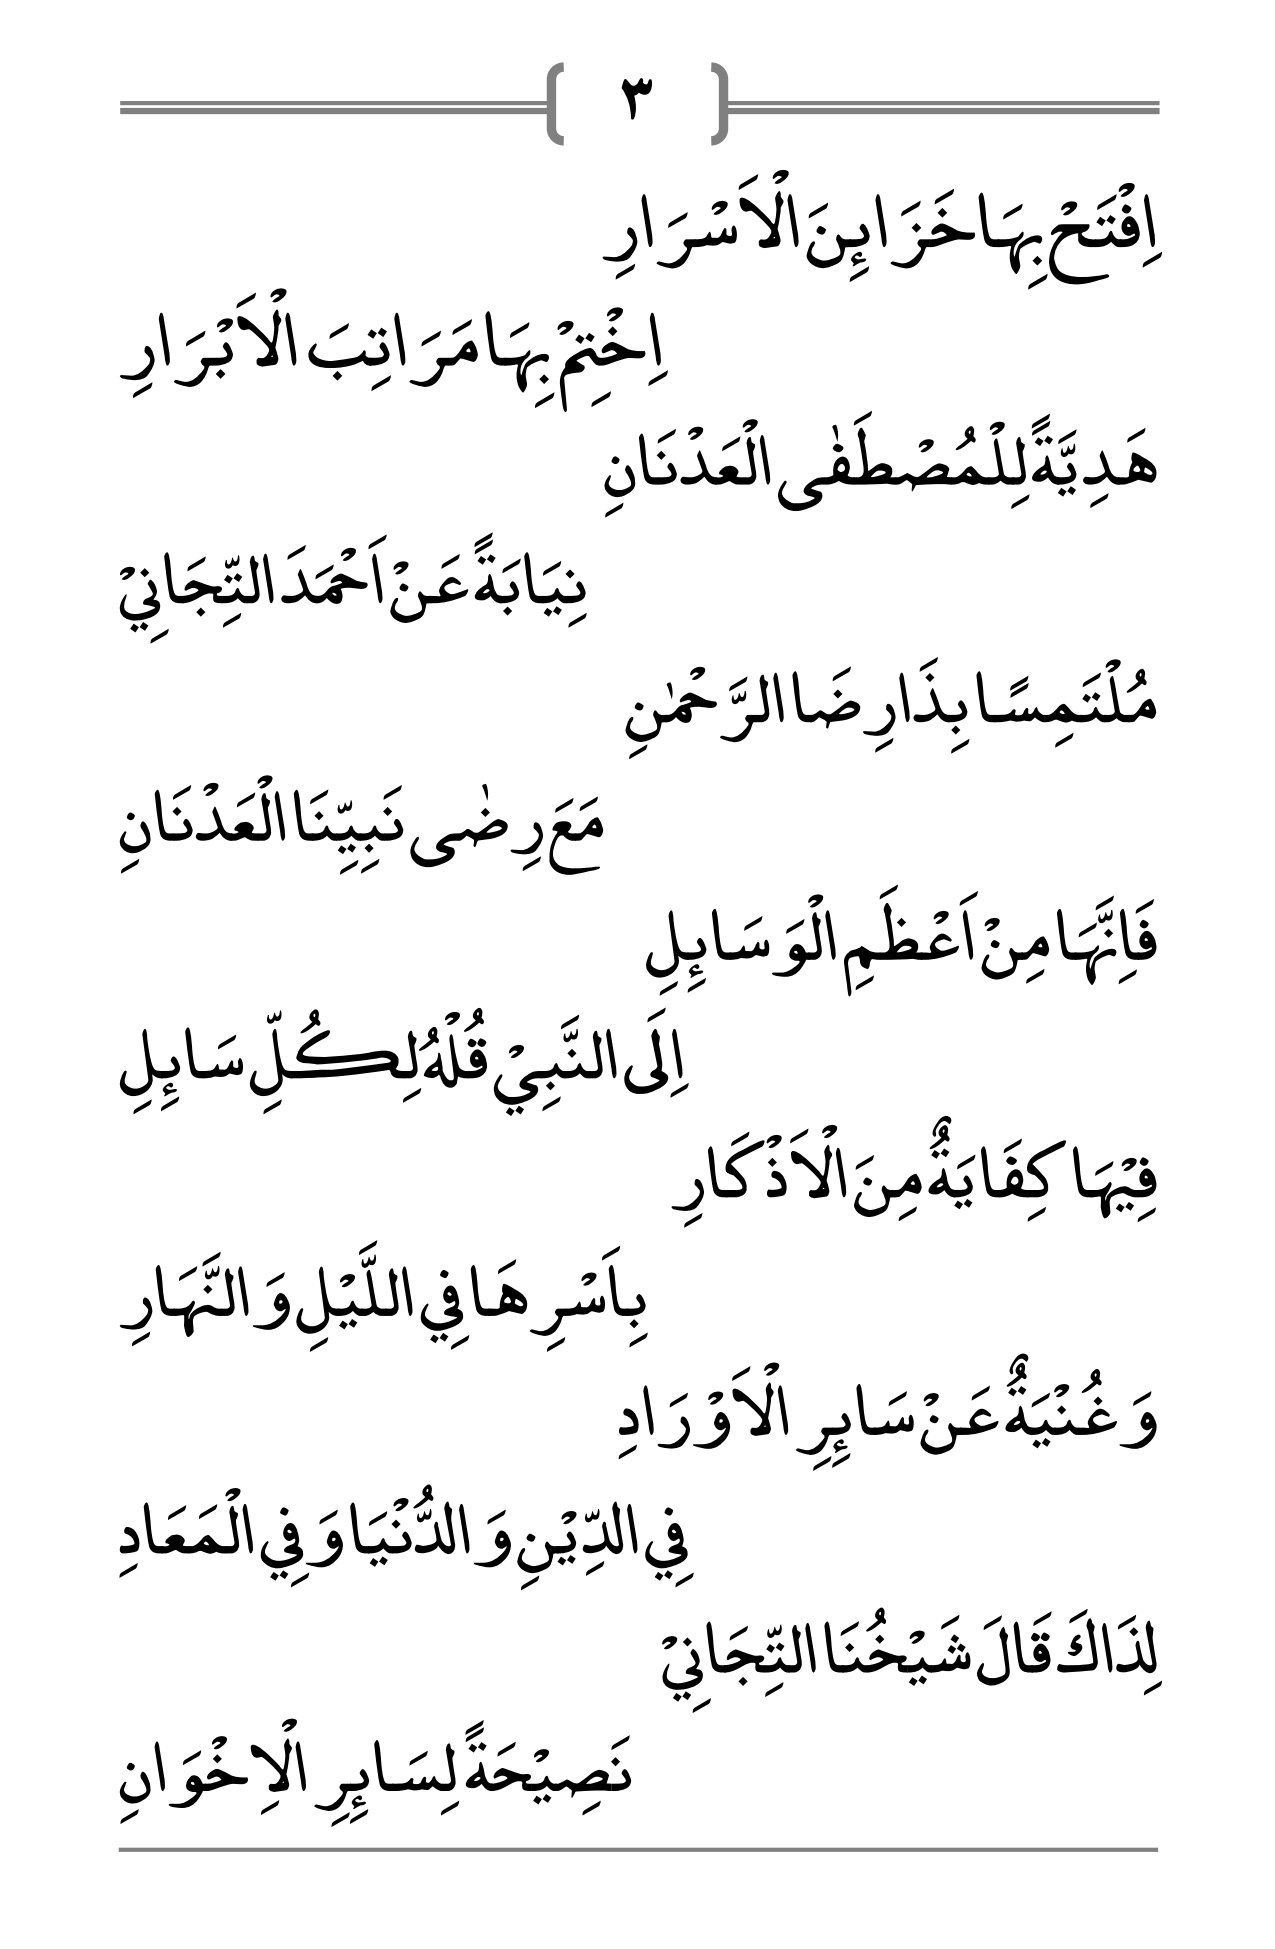 ٣
اِفْتَحْ بِهَا خَزَائِنَ الْاَسْرَارِ
اِخْتِمْ بِهَا مَرَاتِبَ الْاَبْرَارِ
هَدِيَّةً لِلْمُصْطَفٰى الْعَدْنَانِ
نِيَابَةً عَنْ اَحْمَدَ التِّجَانِيْ
مُلْتَمِسًا بِذَا رِضَا الرَّحْمٰنِ
مَعَ رِضٰى نَبِيِّنَا الْعَدْنَانِ
فَاِنَّهَا مِنْ اَعْظَمِ الْوَسَائِلِ
اِلَى النَّبِيْ قُلْهُ لِكُلِّ سَائِلِ
فِيْهَا كِفَايَةٌ مِنَ الْاَذْكَارِ
بِاَسْرِهَا فِي اللَّيْلِ وَالنَّهَارِ
وَغُنْيَةٌ عَنْ سَائِرِ الْاَوْرَادِ
فِي الدِّيْنِ وَالدُّنْيَا وَفِي الْمَعَادِ
لِذَاكَ قَالَ شَيْخُنَا التِّجَانِيْ
نَصِيْحَةً لِسَائِرِ الْاِخْوَانِ